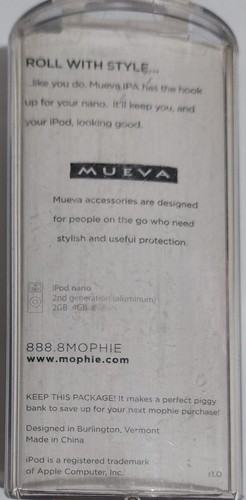 ROLL WITH STYLE...
...like you do. Mueva IPA has the hook
up for your nano. It'll keep you, and
your iPod, looking good.
MUEVA
Mueva accessories are designed
for people on the go who need
stylish and useful protection.
iPod nano
2nd generation (aluminum)
2GB 4GB
888.8MOPHIE
www.mophie.com
KEEP THIS PACKAGE! It makes a perfect piggy
bank to save up for your next mophie purchase!
Designed in Burlington, Vermont
Made in China
iPod is a registered trademark
of Apple Computer, Inc.
r1.0